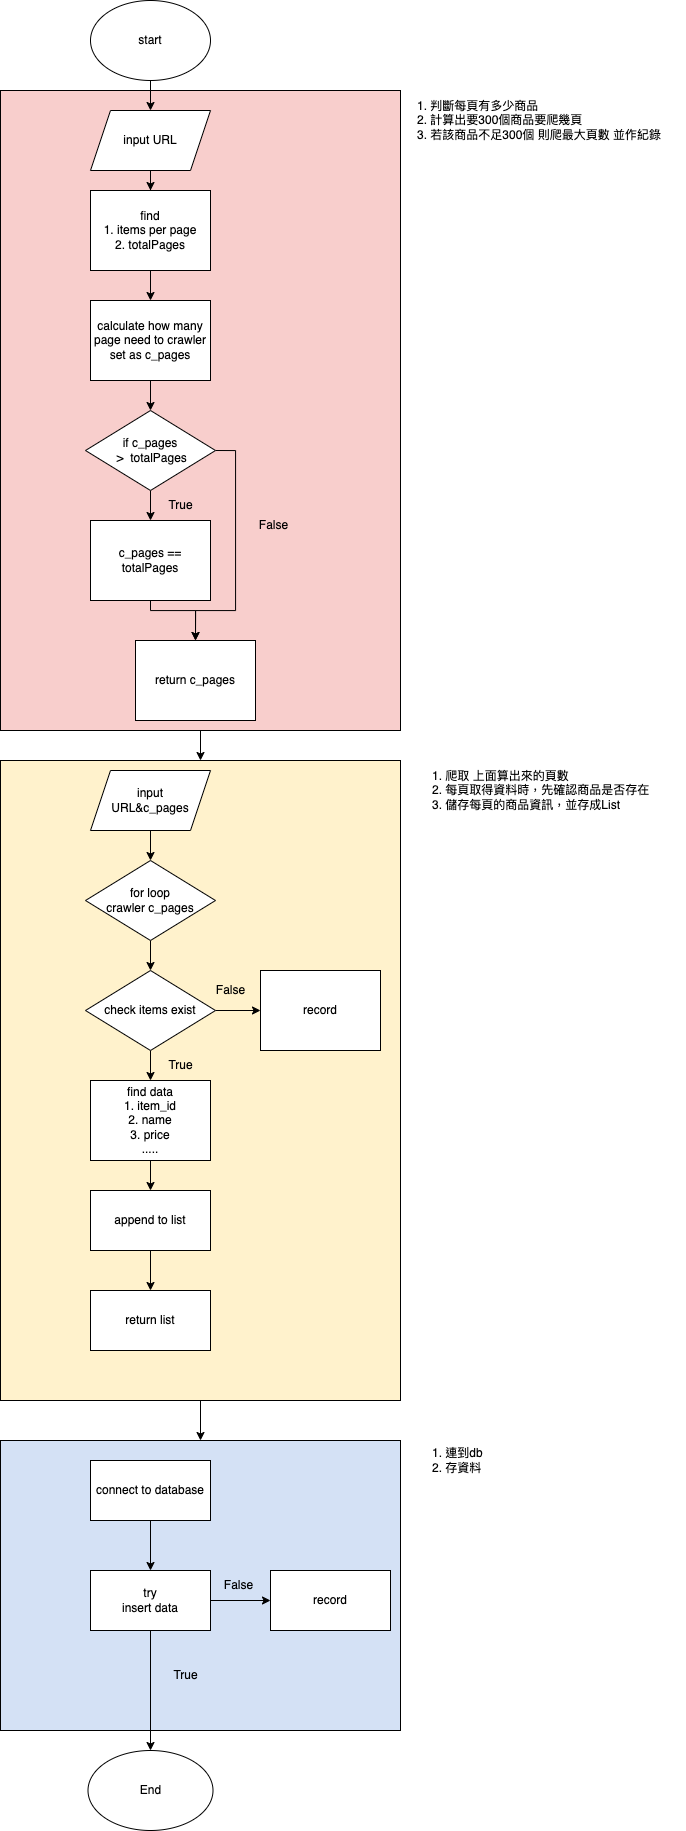 start
1. 判斷每頁有多少商品
2. 計算出要300個商品要爬幾頁
3. 若該商品不足300個 則爬最大頁數 並作紀錄
input URL
find
1. items per page
2. totalPages
calculate how many
page need to crawler
set as c_pages
if c_pages
> totalPages
True
False
c_pages ==
totalPages
return c_pages
1. 爬取 上面算出來的頁數
2. 每頁取得資料時，先確認商品是否存在
3. 儲存每頁的商品資訊，並存成List
input
URL&c_pages
for loop
crawler c_pages
check items exist
False
record
True
find data
1. item_id
2. name
3. price
.....
append to list
return list
1. 連到db
2. 存資料
connect to database
try
insert data
False
record
True
End